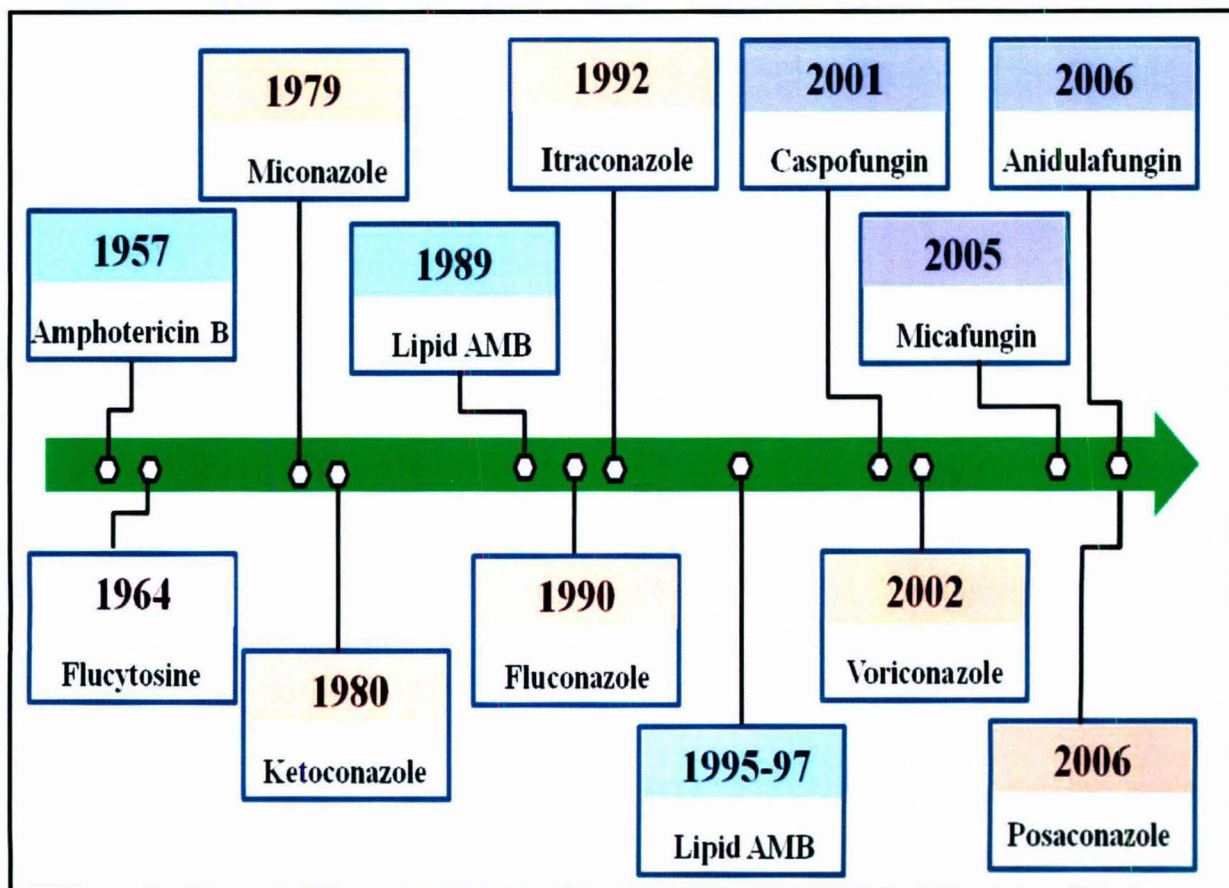 1979
Miconazole
1992
Itraconazole
2001
Caspofungin
2006
Anidulafungin
1957
Amphotericin B
1989
Lipid AMB
2005
Micafungin
1964
Flucytosine
1980
Ketoconazole
1990
Fluconazole
1995-97
Lipid AMB
2002
Voriconazole
2006
Posaconazole